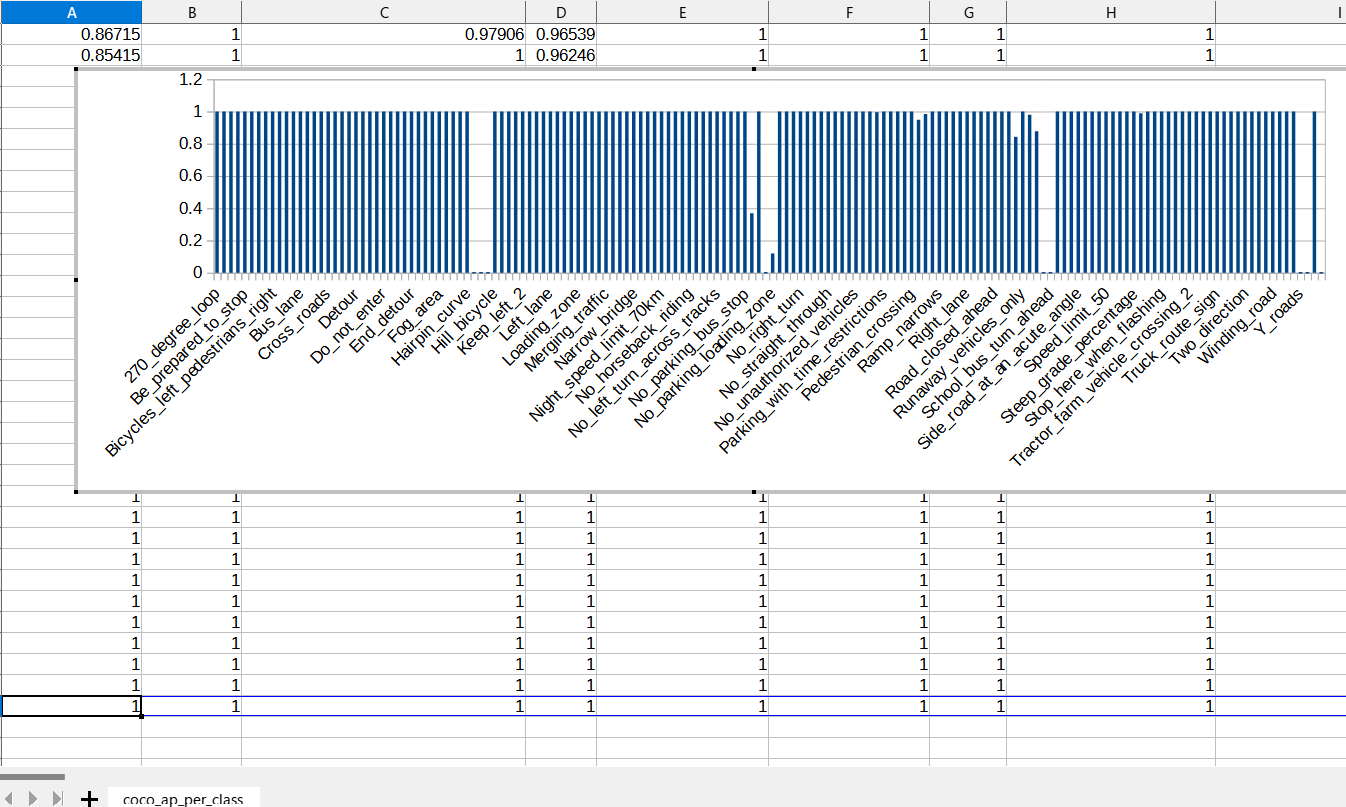 A B C D E F G H I
0.86715 1 0.97906 0.96539 1 1 1 1
0.85415 1 1 0.96246 1 1 1 1
1.2
1
0.8
0.6
0.4
0.2
0
270_degree_loop
Be_prepared_to_stop
Bicycles_left_pedestrians_right
Bus_lane
Cross_roads
Detour
Do_not_enter
End_detour
Fog_area
Hairpin_curve
Hill_bicycle
Keep_left_2
Left_lane
Loading_zone
Merging_traffic
Narrow_bridge
Night_speed_limit_70km
No_horseback_riding
No_left_turn_across_tracks
No_parking_bus_stop
No_parking_loading_zone
No_right_turn
No_straight_through
No_unauthorized_vehicles
Parking_with_time_restrictions
Pedestrian_crossing
Ramp_narrows
Right_lane
Road_closed_ahead
Runaway_vehicles_only
School_bus_turn_ahead
Side_road_at_an_acute_angle
Speed_limit_50
Steep_grade_percentage
Stop_here_when_flashing
Tractor_farm_vehicle_crossing_2
Truck_route_sign
Two_direction
Winding_road
Y_roads
1 1 1 1 1 1 1 1
1 1 1 1 1 1 1 1
1 1 1 1 1 1 1 1
1 1 1 1 1 1 1 1
1 1 1 1 1 1 1 1
1 1 1 1 1 1 1 1
1 1 1 1 1 1 1 1
1 1 1 1 1 1 1 1
1 1 1 1 1 1 1 1
1 1 1 1 1 1 1 1
1 1 1 1 1 1 1 1
coco_ap_per_class